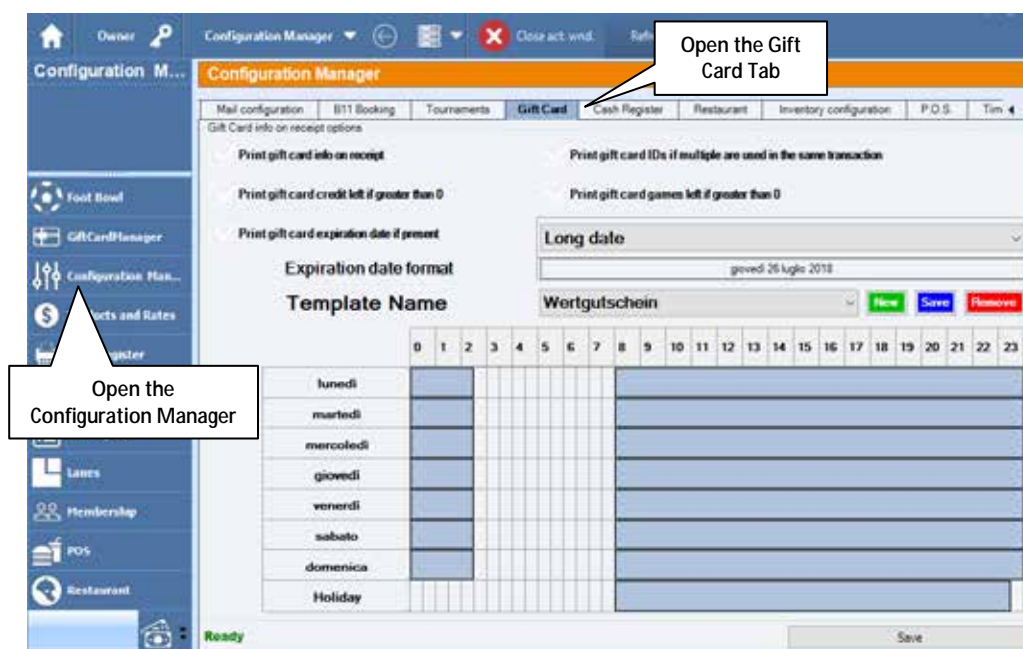 Owner
Configuration Manager
Close act. wnd.
Open the Gift
Card Tab
Configuration M...
Configuration Manager
Mail configuration
B11 Booking
Tournaments
Gift Card
Cash Register
Restaurant
Inventory configuration
P.O.S.
Tim
Gift Card info on receipt options
Print gift card info on receipt
Print gift card IDs if multiple are used in the same transaction
Print gift card credit left if greater than 0
Print gift card games left if greater than 0
Print gift card expiration date if present
Long date
Expiration date format
giovedì 26 luglio 2018
Template Name
Wertgutschein
New
Save
Remove
0 1 2 3 4 5 6 7 8 9 10 11 12 13 14 15 16 17 18 19 20 21 22 23
lunedì
martedì
mercoledì
giovedì
venerdì
sabato
domenica
Holiday
Foot Bowl
GiftCardManager
Configuration Man...
cts and Rates
gister
Open the
Configuration Manager
Lanes
Membership
POS
Restaurant
Ready
Save